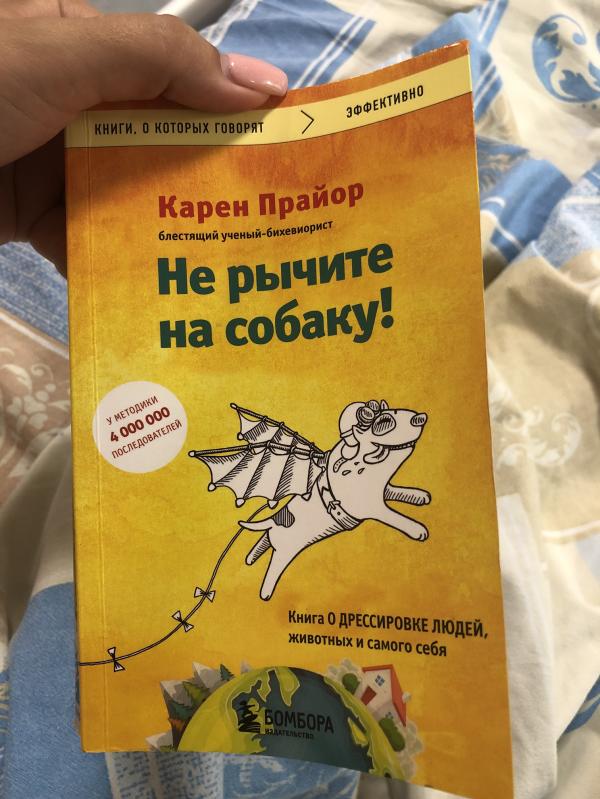 КНИГИ, О КОТОРЫХ ГОВОРЯТ
ЭФФЕКТИВНО
Карен Прайор
блестящий ученый-бихевиорист
Не рычите
на собаку!
У МЕТОДИКИ
4 000 000
ПОСЛЕДОВАТЕЛЕЙ
Книга О ДРЕССИРОВКЕ ЛЮДЕЙ,
животных и самого себя
БОМБОРА
ИЗДАТЕЛЬСТВО